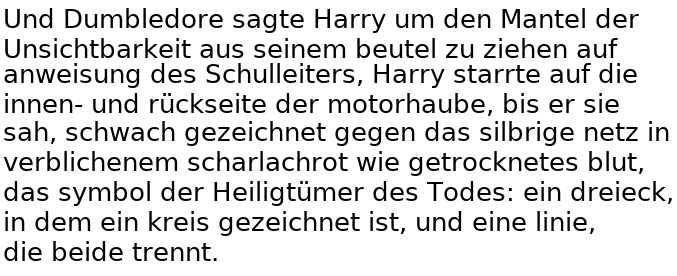 Und Dumbledore sagte Harry um den Mantel der
Unsichtbarkeit aus seinem beutel zu ziehen auf
anweisung des Schulleiters, Harry starrte auf die
innen- und rückseite der motorhaube, bis er sie
sah, schwach gezeichnet gegen das silbrige netz in
verblichenem scharlachrot wie getrocknetes blut,
das symbol der Heiligtümer des Todes: ein dreieck,
in dem ein kreis gezeichnet ist, und eine linie,
die beide trennt.